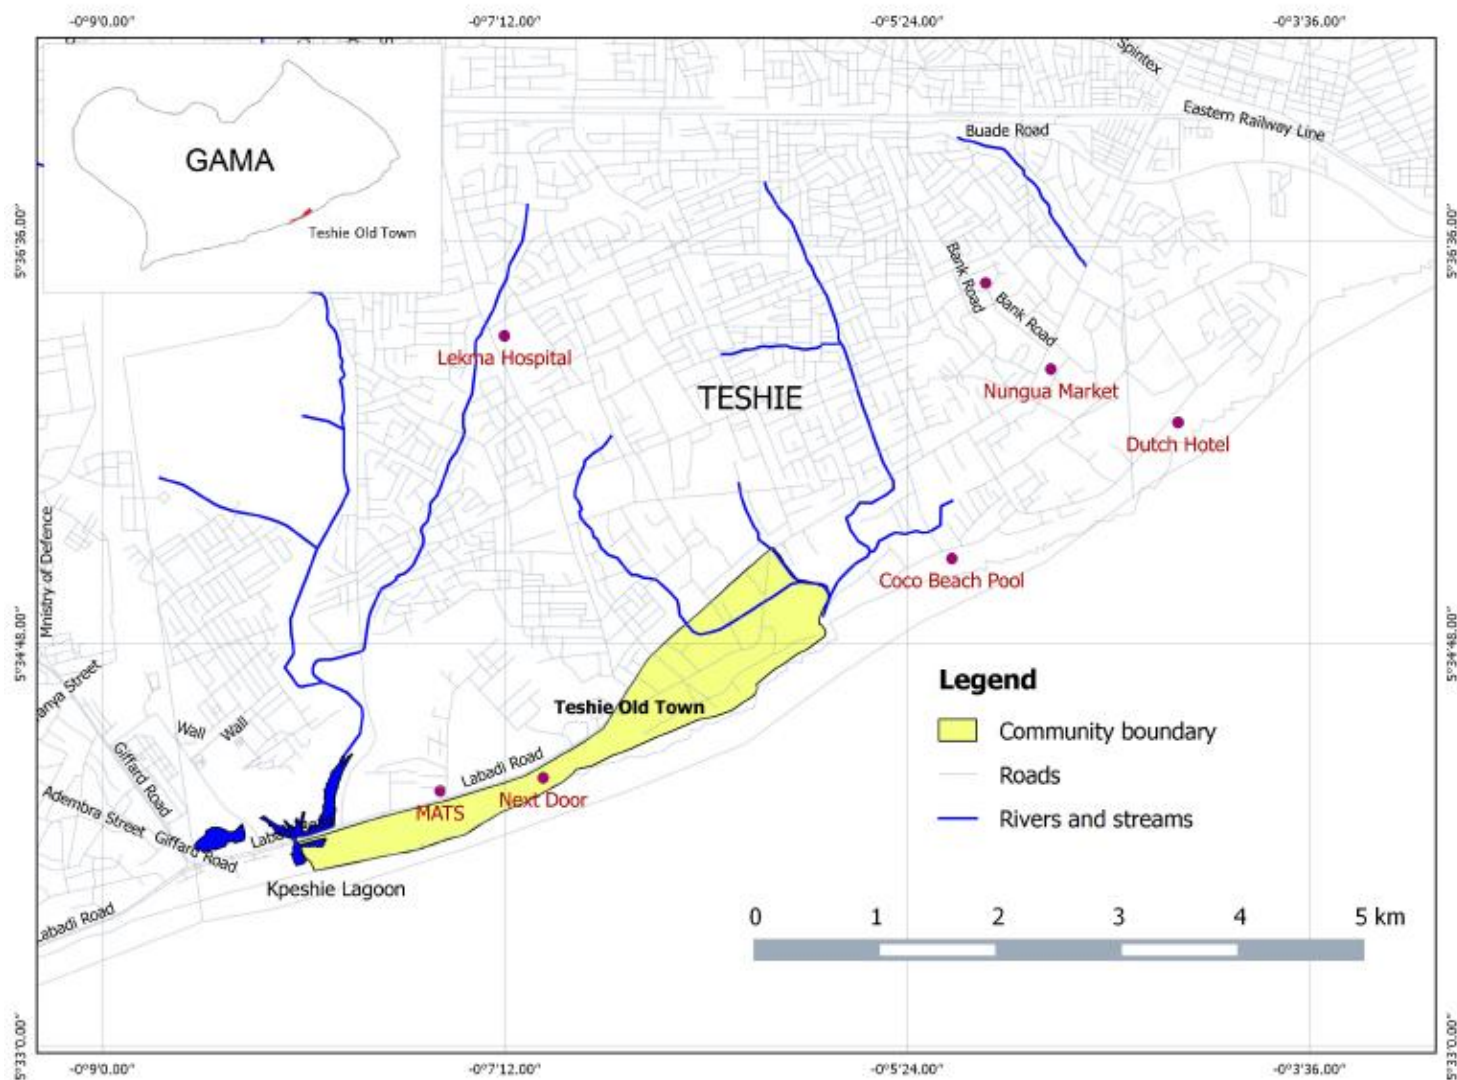 -0°9'0.00"
-0°7'12.00"
-0°5'24.00"
-0°3'36.00"
Spintex
Eastern Railway Line
Buade Road
GAMA
Teshie Old Town
5°36'36.00"
5°36'36.00"
Bank Road
Bank Road
Lekma Hospital
TESHIE
Nungua Market
Dutch Hotel
Mnistry of Defence
Coco Beach Pool
5°34'48.00"
5°34'48.00"
anya Street
Wall
Wall
Giffard Road
Teshie Old Town
Labadi Road
MATS
Next Door
Adembra Street
Giffard Road
Kpeshie Lagoon
Labadi Road
Legend
Community boundary
Roads
Rivers and streams
0 1 2 3 4 5 km
5°33'0.00"
5°33'0.00"
-0°9'0.00"
-0°7'12.00"
-0°5'24.00"
-0°3'36.00"